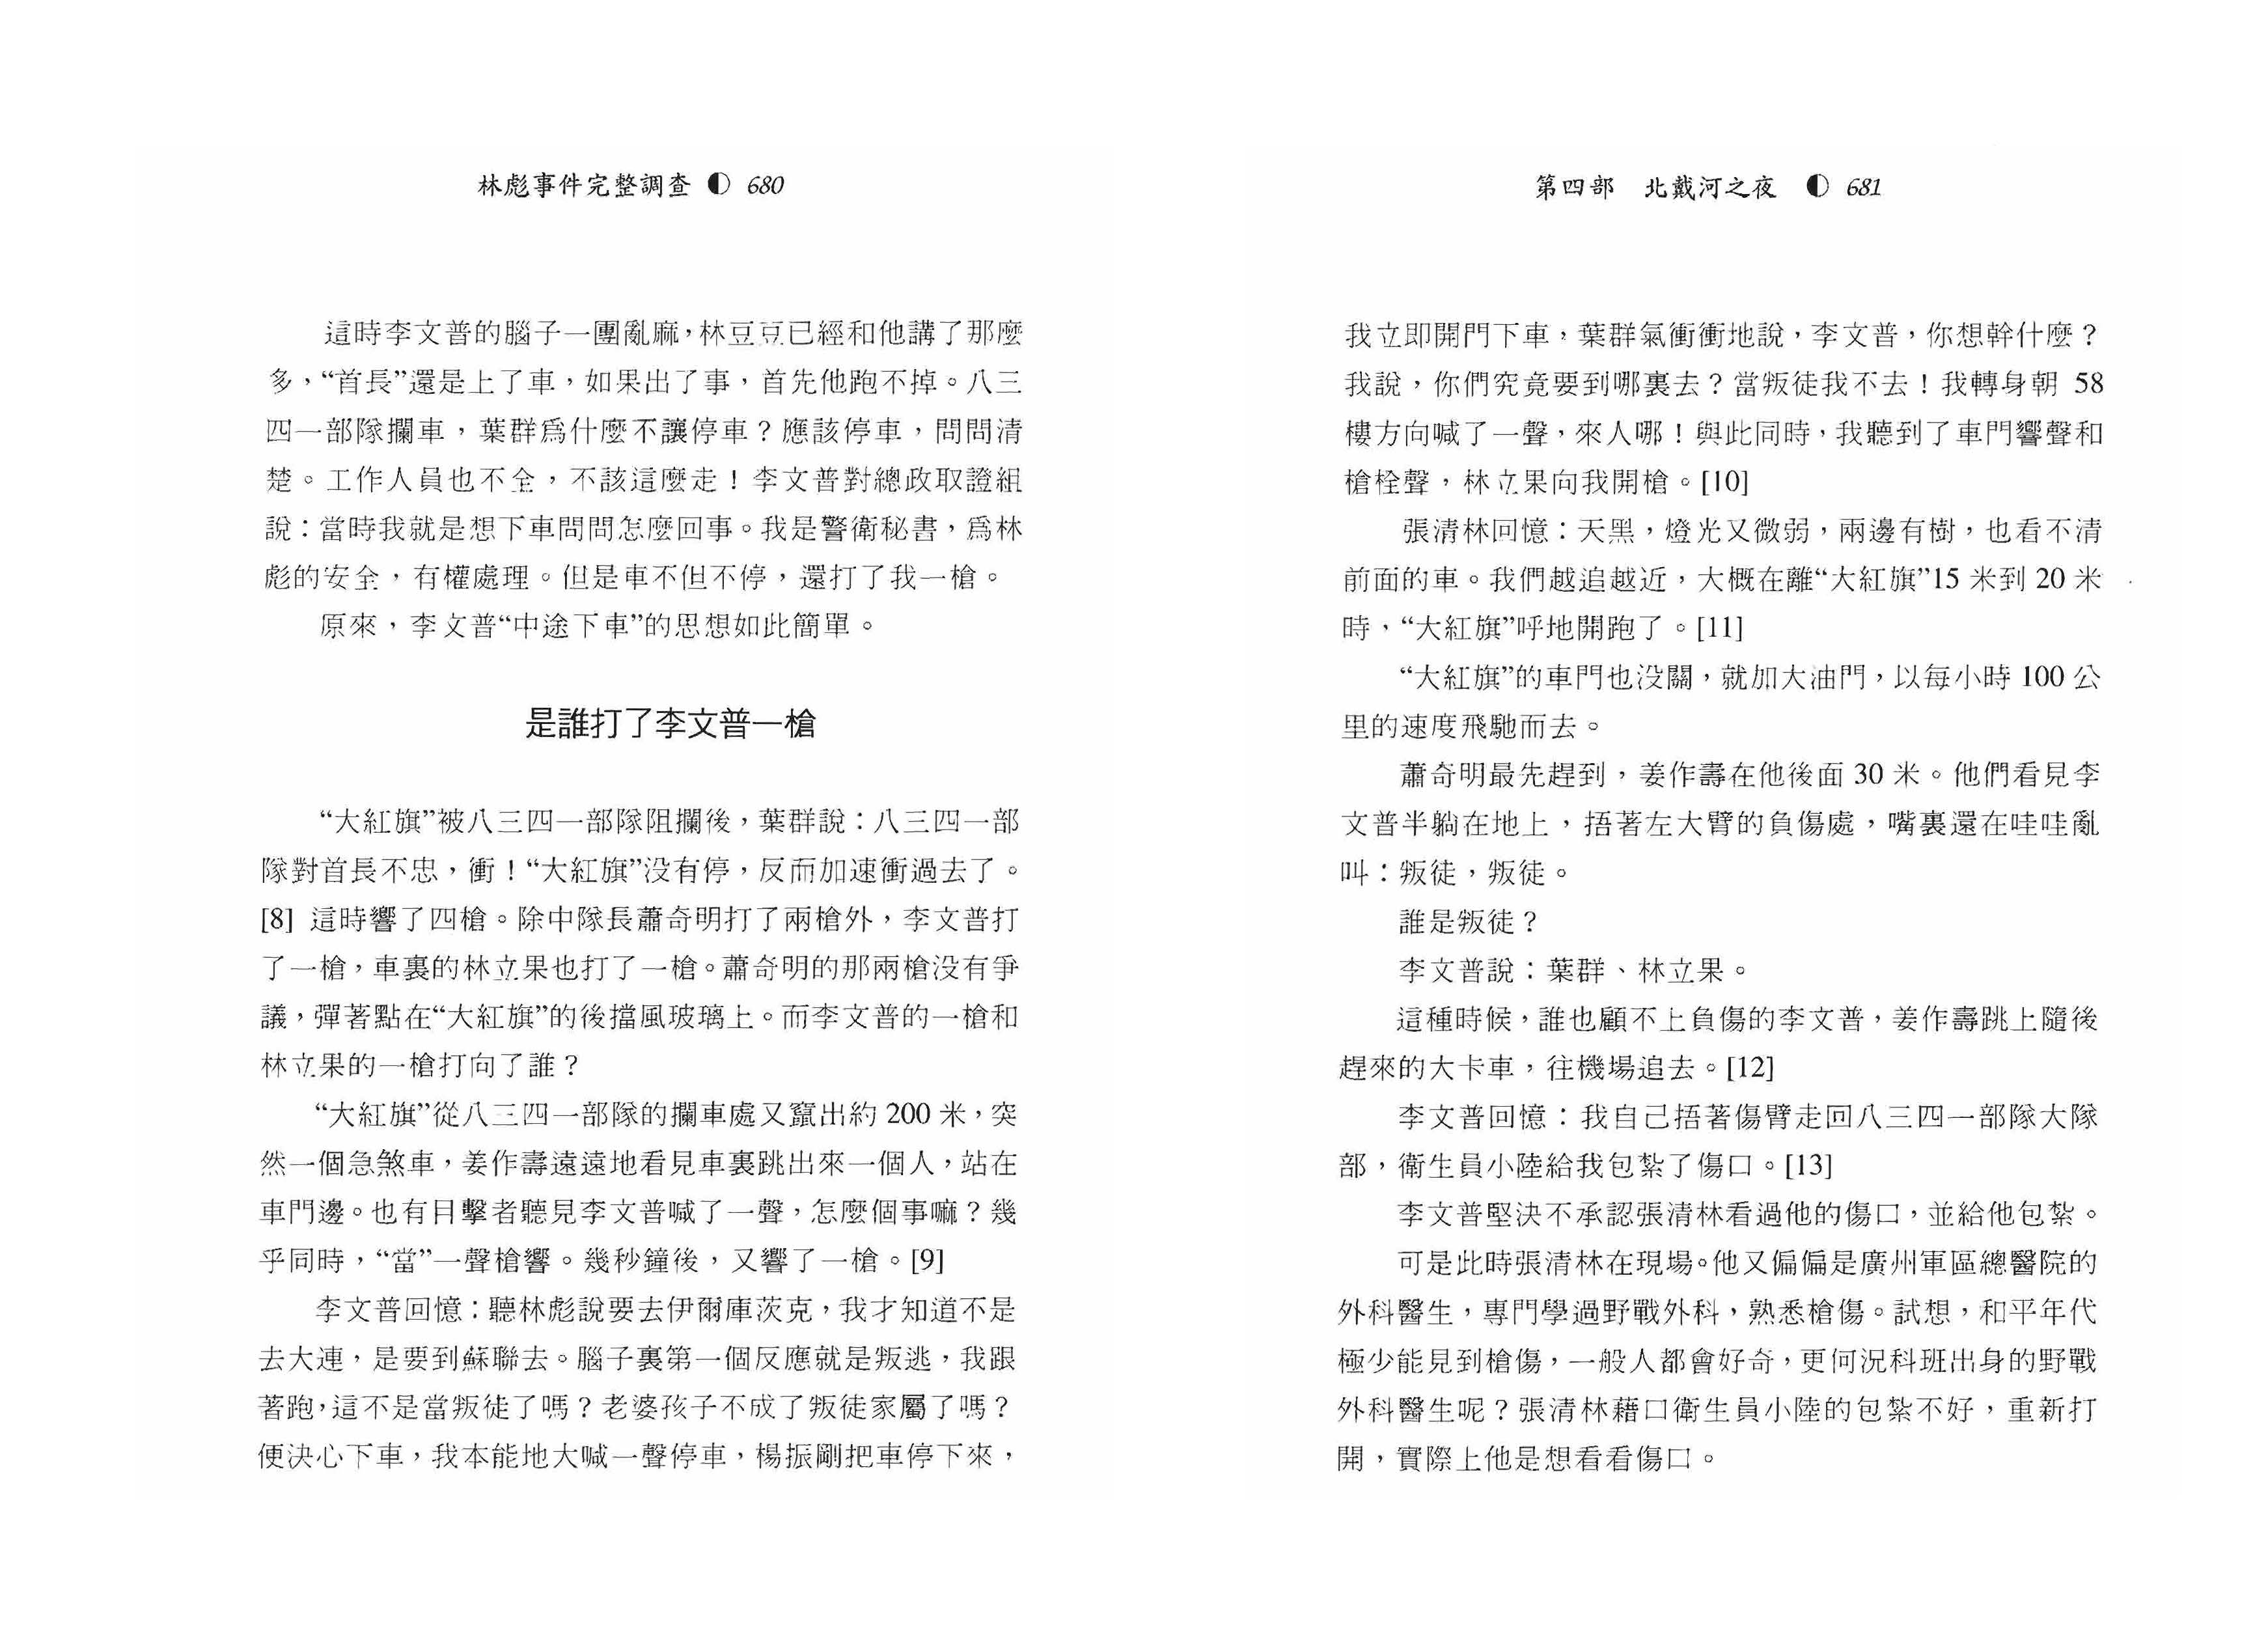 林彪事件完整調查 ◐ 680
這時李文普的腦子一團亂麻，林豆豆已經和他講了那麼
多，“首長”還是上了車，如果出了事，首先他跑不掉。八三
四一部隊攔車，葉群爲什麼不讓停車？應該停車，問問清
楚。工作人員也不全，不該這麼走！李文普對總政取證組
說：當時我就是想下車問問怎麼回事。我是警衛秘書，爲林
彪的安全，有權處理。但是車不但不停，還打了我一槍。
原來，李文普“中途下車”的思想如此簡單。
是誰打了李文普一槍
“大紅旗”被八三四一部隊阻攔後，葉群說：八三四一部
隊對首長不忠，衝！“大紅旗”没有停，反而加速衝過去了。
[8] 這時響了四槍。除中隊長蕭奇明打了兩槍外，李文普打
了一槍，車裏的林立果也打了一槍。蕭奇明的那兩槍没有爭
議，彈著點在“大紅旗”的後擋風玻璃上。而李文普的一槍和
林立果的一槍打向了誰？
“大紅旗”從八三四一部隊的攔車處又竄出約 200 米，突
然一個急煞車，姜作壽遠遠地看見車裏跳出來一個人，站在
車門邊。也有目擊者聽見李文普喊了一聲，怎麼個事嘛？幾
乎同時，“當”一聲槍響。幾秒鐘後，又響了一槍。[9]
李文普回憶：聽林彪說要去伊爾庫茨克，我才知道不是
去大連，是要到蘇聯去。腦子裏第一個反應就是叛逃，我跟
著跑，這不是當叛徒了嗎？老婆孩子不成了叛徒家屬了嗎？
便決心下車，我本能地大喊一聲停車，楊振剛把車停下來，
第四部　北戴河之夜 ◐ 681
我立即開門下車，葉群氣衝衝地說，李文普，你想幹什麼？
我說，你們究竟要到哪裏去？當叛徒我不去！我轉身朝 58
樓方向喊了一聲，來人哪！與此同時，我聽到了車門響聲和
槍栓聲，林立果向我開槍。[10]
張清林回憶：天黑，燈光又微弱，兩邊有樹，也看不清
前面的車。我們越追越近，大概在離“大紅旗”15 米到 20 米
時，“大紅旗”呼地開跑了。[11]
“大紅旗”的車門也没關，就加大油門，以每小時 100 公
里的速度飛馳而去。
蕭奇明最先趕到，姜作壽在他後面 30 米。他們看見李
文普半躺在地上，捂著左大臂的負傷處，嘴裏還在哇哇亂
叫：叛徒，叛徒。
誰是叛徒？
李文普說：葉群、林立果。
這種時候，誰也顧不上負傷的李文普，姜作壽跳上隨後
趕來的大卡車，往機場追去。[12]
李文普回憶：我自己捂著傷臂走回八三四一部隊大隊
部，衛生員小陸給我包紮了傷口。[13]
李文普堅決不承認張清林看過他的傷口，並給他包紮。
可是此時張清林在現場。他又偏偏是廣州軍區總醫院的
外科醫生，專門學過野戰外科，熟悉槍傷。試想，和平年代
極少能見到槍傷，一般人都會好奇，更何況科班出身的野戰
外科醫生呢？張清林藉口衛生員小陸的包紮不好，重新打
開，實際上他是想看看傷口。